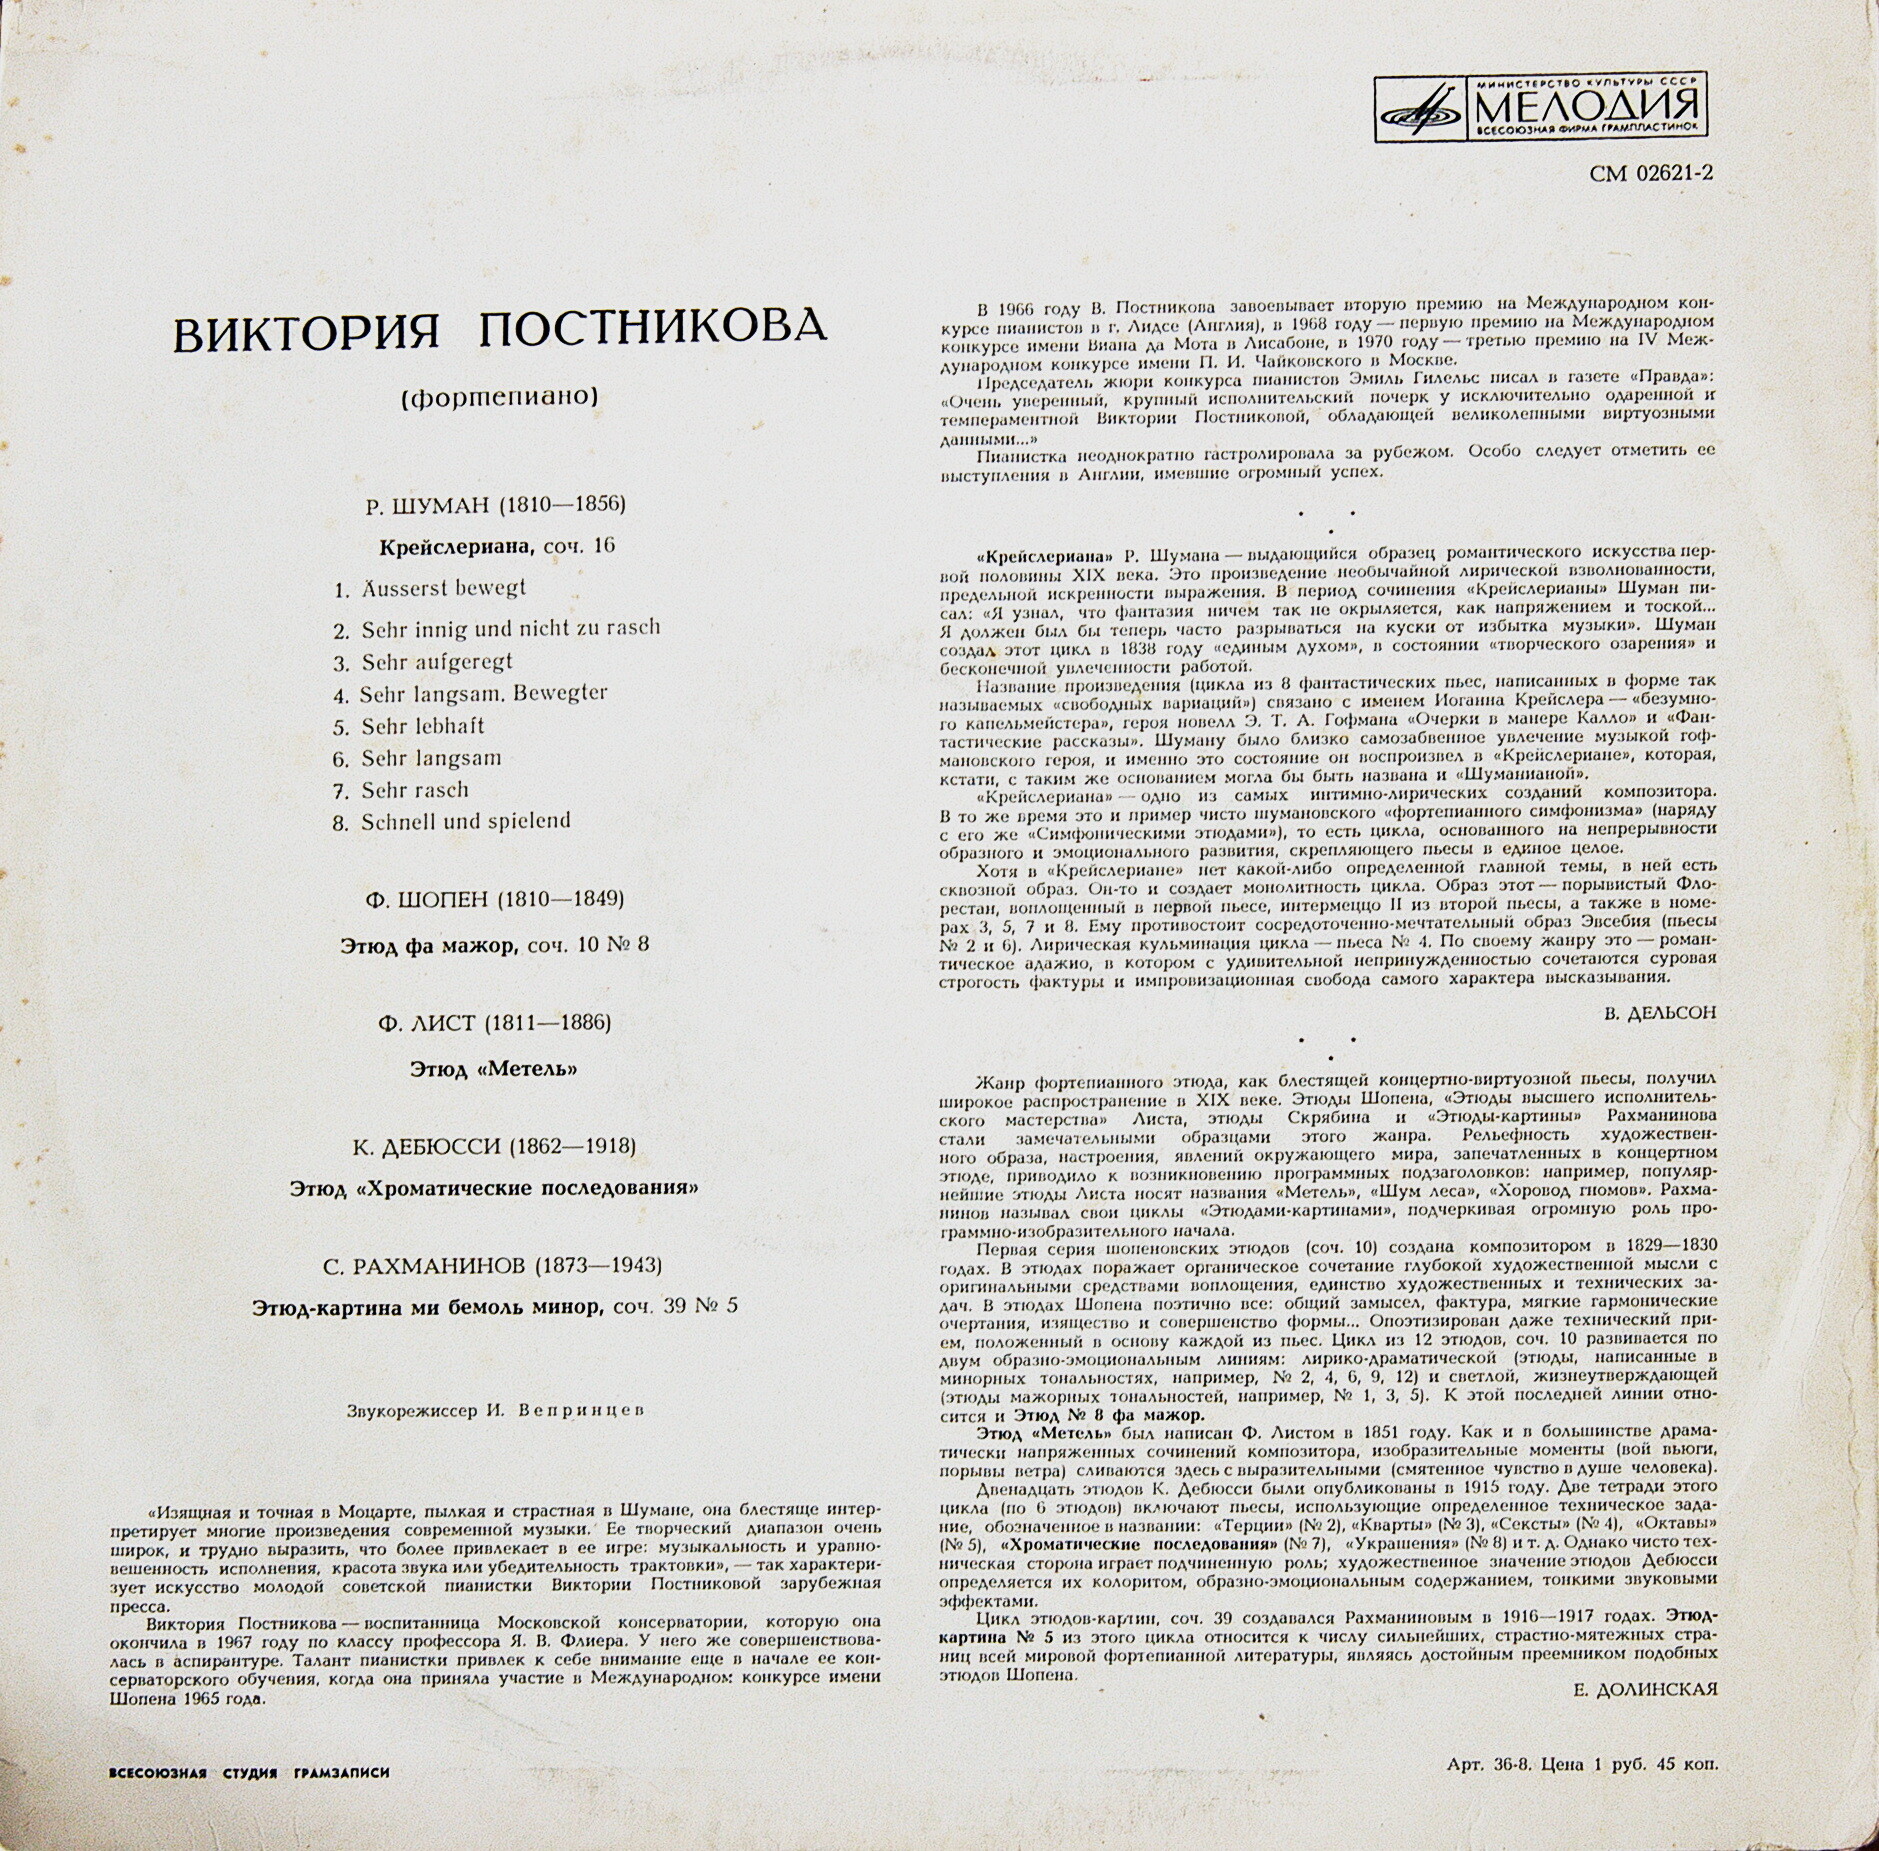 МИНИСТЕРСТВО КУЛЬТУРЫ СССР
МЕЛОДИЯ
ВСЕСОЮЗНАЯ ФИРМА ГРАМПЛАСТИНОК
СМ 02621-2
ВИКТОРИЯ ПОСТНИКОВА
(фортепиано)
Р. ШУМАН (1810—1856)
Крейслериана, соч. 16
1. Äusserst bewegt
2. Sehr innig und nicht zu rasch
3. Sehr aufgeregt
4. Sehr langsam. Bewegter
5. Sehr lebhaft
6. Sehr langsam
7. Sehr rasch
8. Schnell und spielend
Ф. ШОПЕН (1810—1849)
Этюд фа мажор, соч. 10 № 8
Ф. ЛИСТ (1811—1886)
Этюд «Метель»
К. ДЕБЮССИ (1862—1918)
Этюд «Хроматические последования»
С. РАХМАНИНОВ (1873—1943)
Этюд-картина ми бемоль минор, соч. 39 № 5
Звукорежиссер И. Вепринцев
«Изящная и точная в Моцарте, пылкая и страстная в Шумане, она блестяще интер-
претирует многие произведения современной музыки. Ее творческий диапазон очень
широк, и трудно выразить, что более привлекает в ее игре: музыкальность и уравно-
вешенность исполнения, красота звука или убедительность трактовки», — так характери-
зует искусство молодой советской пианистки Виктории Постниковой зарубежная
пресса.
Виктория Постникова — воспитанница Московской консерватории, которую она
окончила в 1967 году по классу профессора Я. В. Флиера. У него же совершенствова-
лась в аспирантуре. Талант пианистки привлек к себе внимание еще в начале ее кон-
серваторского обучения, когда она приняла участие в Международном конкурсе имени
Шопена 1965 года.
ВСЕСОЮЗНАЯ СТУДИЯ ГРАМЗАПИСИ
В 1966 году В. Постникова завоевывает вторую премию на Международном кон-
курсе пианистов в г. Лидсе (Англия), в 1968 году — первую премию на Международном
конкурсе имени Виана да Мота в Лисабоне, в 1970 году — третью премию на IV Меж-
дународном конкурсе имени П. И. Чайковского в Москве.
Председатель жюри конкурса пианистов Эмиль Гилельс писал в газете «Правда»:
«Очень уверенный, крупный исполнительский почерк у исключительно одаренной и
темпераментной Виктории Постниковой, обладающей великолепными виртуозными
данными...»
Пианистка неоднократно гастролировала за рубежом. Особо следует отметить ее
выступления в Англии, имевшие огромный успех.
«Крейслериана» Р. Шумана — выдающийся образец романтического искусства пер-
вой половины XIX века. Это произведение необычайной лирической взволнованности,
предельной искренности выражения. В период сочинения «Крейслерианы» Шуман пи-
сал: «Я узнал, что фантазия ничем так не окрыляется, как напряжением и тоской...
Я должен был бы теперь часто разрываться на куски от избытка музыки». Шуман
создал этот цикл в 1838 году «единым духом», в состоянии «творческого озарения» и
бесконечной увлеченности работой.
Название произведения (цикла из 8 фантастических пьес, написанных в форме так
называемых «свободных вариаций») связано с именем Иоганна Крейслера — «безумно-
го капельмейстера», героя новелл Э. Т. А. Гофмана «Очерки в манере Калло» и «Фан-
тастические рассказы». Шуману было близко самозабвенное увлечение музыкой гоф-
мановского героя, и именно это состояние он воспроизвел в «Крейслериане», которая,
кстати, с таким же основанием могла бы быть названа и «Шуманианой».
«Крейслериана» — одно из самых интимно-лирических созданий композитора.
В то же время это и пример чисто шумановского «фортепианного симфонизма» (наряду
с его же «Симфоническими этюдами»), то есть цикла, основанного на непрерывности
образного и эмоционального развития, скрепляющего пьесы в единое целое.
Хотя в «Крейслериане» нет какой-либо определенной главной темы, в ней есть
сквозной образ. Он-то и создает монолитность цикла. Образ этот — порывистый Фло-
рестан, воплощенный в первой пьесе, интермеццо II из второй пьесы, а также в номе-
рах 3, 5, 7 и 8. Ему противостоит сосредоточенно-мечтательный образ Эвсебия (пьесы
№ 2 и 6). Лирическая кульминация цикла — пьеса № 4. По своему жанру это — роман-
тическое адажио, в котором с удивительной непринужденностью сочетаются суровая
строгость фактуры и импровизационная свобода самого характера высказывания.
В. ДЕЛЬСОН
Жанр фортепианного этюда, как блестящей концертно-виртуозной пьесы, получил
широкое распространение в XIX веке. Этюды Шопена, «Этюды высшего исполнитель-
ского мастерства» Листа, этюды Скрябина и «Этюды-картины» Рахманинова
стали замечательными образцами этого жанра. Рельефность художествен-
ного образа, настроения, явлений окружающего мира, запечатленных в концертном
этюде, приводило к возникновению программных подзаголовков: например, популяр-
нейшие этюды Листа носят названия «Метель», «Шум леса», «Хоровод гномов». Рахма-
нинов называл свои циклы «Этюдами-картинами», подчеркивая огромную роль про-
граммно-изобразительного начала.
Первая серия шопеновских этюдов (соч. 10) создана композитором в 1829—1830
годах. В этюдах поражает органическое сочетание глубокой художественной мысли с
оригинальными средствами воплощения, единство художественных и технических за-
дач. В этюдах Шопена поэтично все: общий замысел, фактура, мягкие гармонические
очертания, изящество и совершенство формы... Опоэтизирован даже технический при-
ем, положенный в основу каждой из пьес. Цикл из 12 этюдов, соч. 10 развивается по
двум образно-эмоциональным линиям: лирико-драматической (этюды, написанные в
минорных тональностях, например, № 2, 4, 6, 9, 12) и светлой, жизнеутверждающей
(этюды мажорных тональностей, например, № 1, 3, 5). К этой последней линии отно-
сится и Этюд № 8 фа мажор.
Этюд «Метель» был написан Ф. Листом в 1851 году. Как и в большинстве драма-
тически напряженных сочинений композитора, изобразительные моменты (вой вьюги,
порывы ветра) сливаются здесь с выразительными (смятенное чувство в душе человека).
Двенадцать этюдов К. Дебюсси были опубликованы в 1915 году. Две тетради этого
цикла (по 6 этюдов) включают пьесы, использующие определенное техническое зада-
ние, обозначенное в названии: «Терции» (№ 2), «Кварты» (№ 3), «Сексты» (№ 4), «Октавы»
(№ 5), «Хроматические последования» (№ 7), «Украшения» (№ 8) и т. д. Однако чисто тех-
ническая сторона играет подчиненную роль; художественное значение этюдов Дебюсси
определяется их колоритом, образно-эмоциональным содержанием, тонкими звуковыми
эффектами.
Цикл этюдов-картин, соч. 39 создавался Рахманиновым в 1916—1917 годах. Этюд-
картина № 5 из этого цикла относится к числу сильнейших, страстно-мятежных стра-
ниц всей мировой фортепианной литературы, являясь достойным преемником подобных
этюдов Шопена.
Е. ДОЛИНСКАЯ
Арт. 36-8. Цена 1 руб. 45 коп.